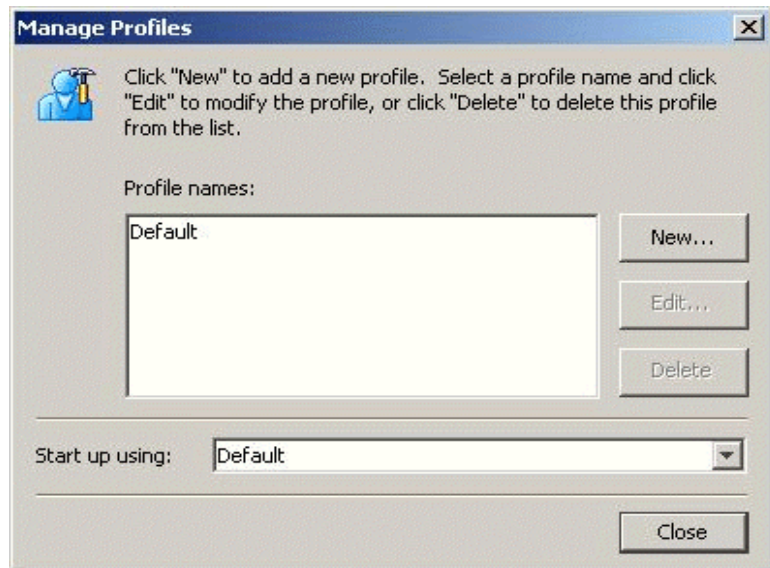 Manage Profiles
Click "New" to add a new profile.  Select a profile name and click
"Edit" to modify the profile, or click "Delete" to delete this profile
from the list.
Profile names:
Default
New...
Edit...
Delete
Start up using:
Default
Close